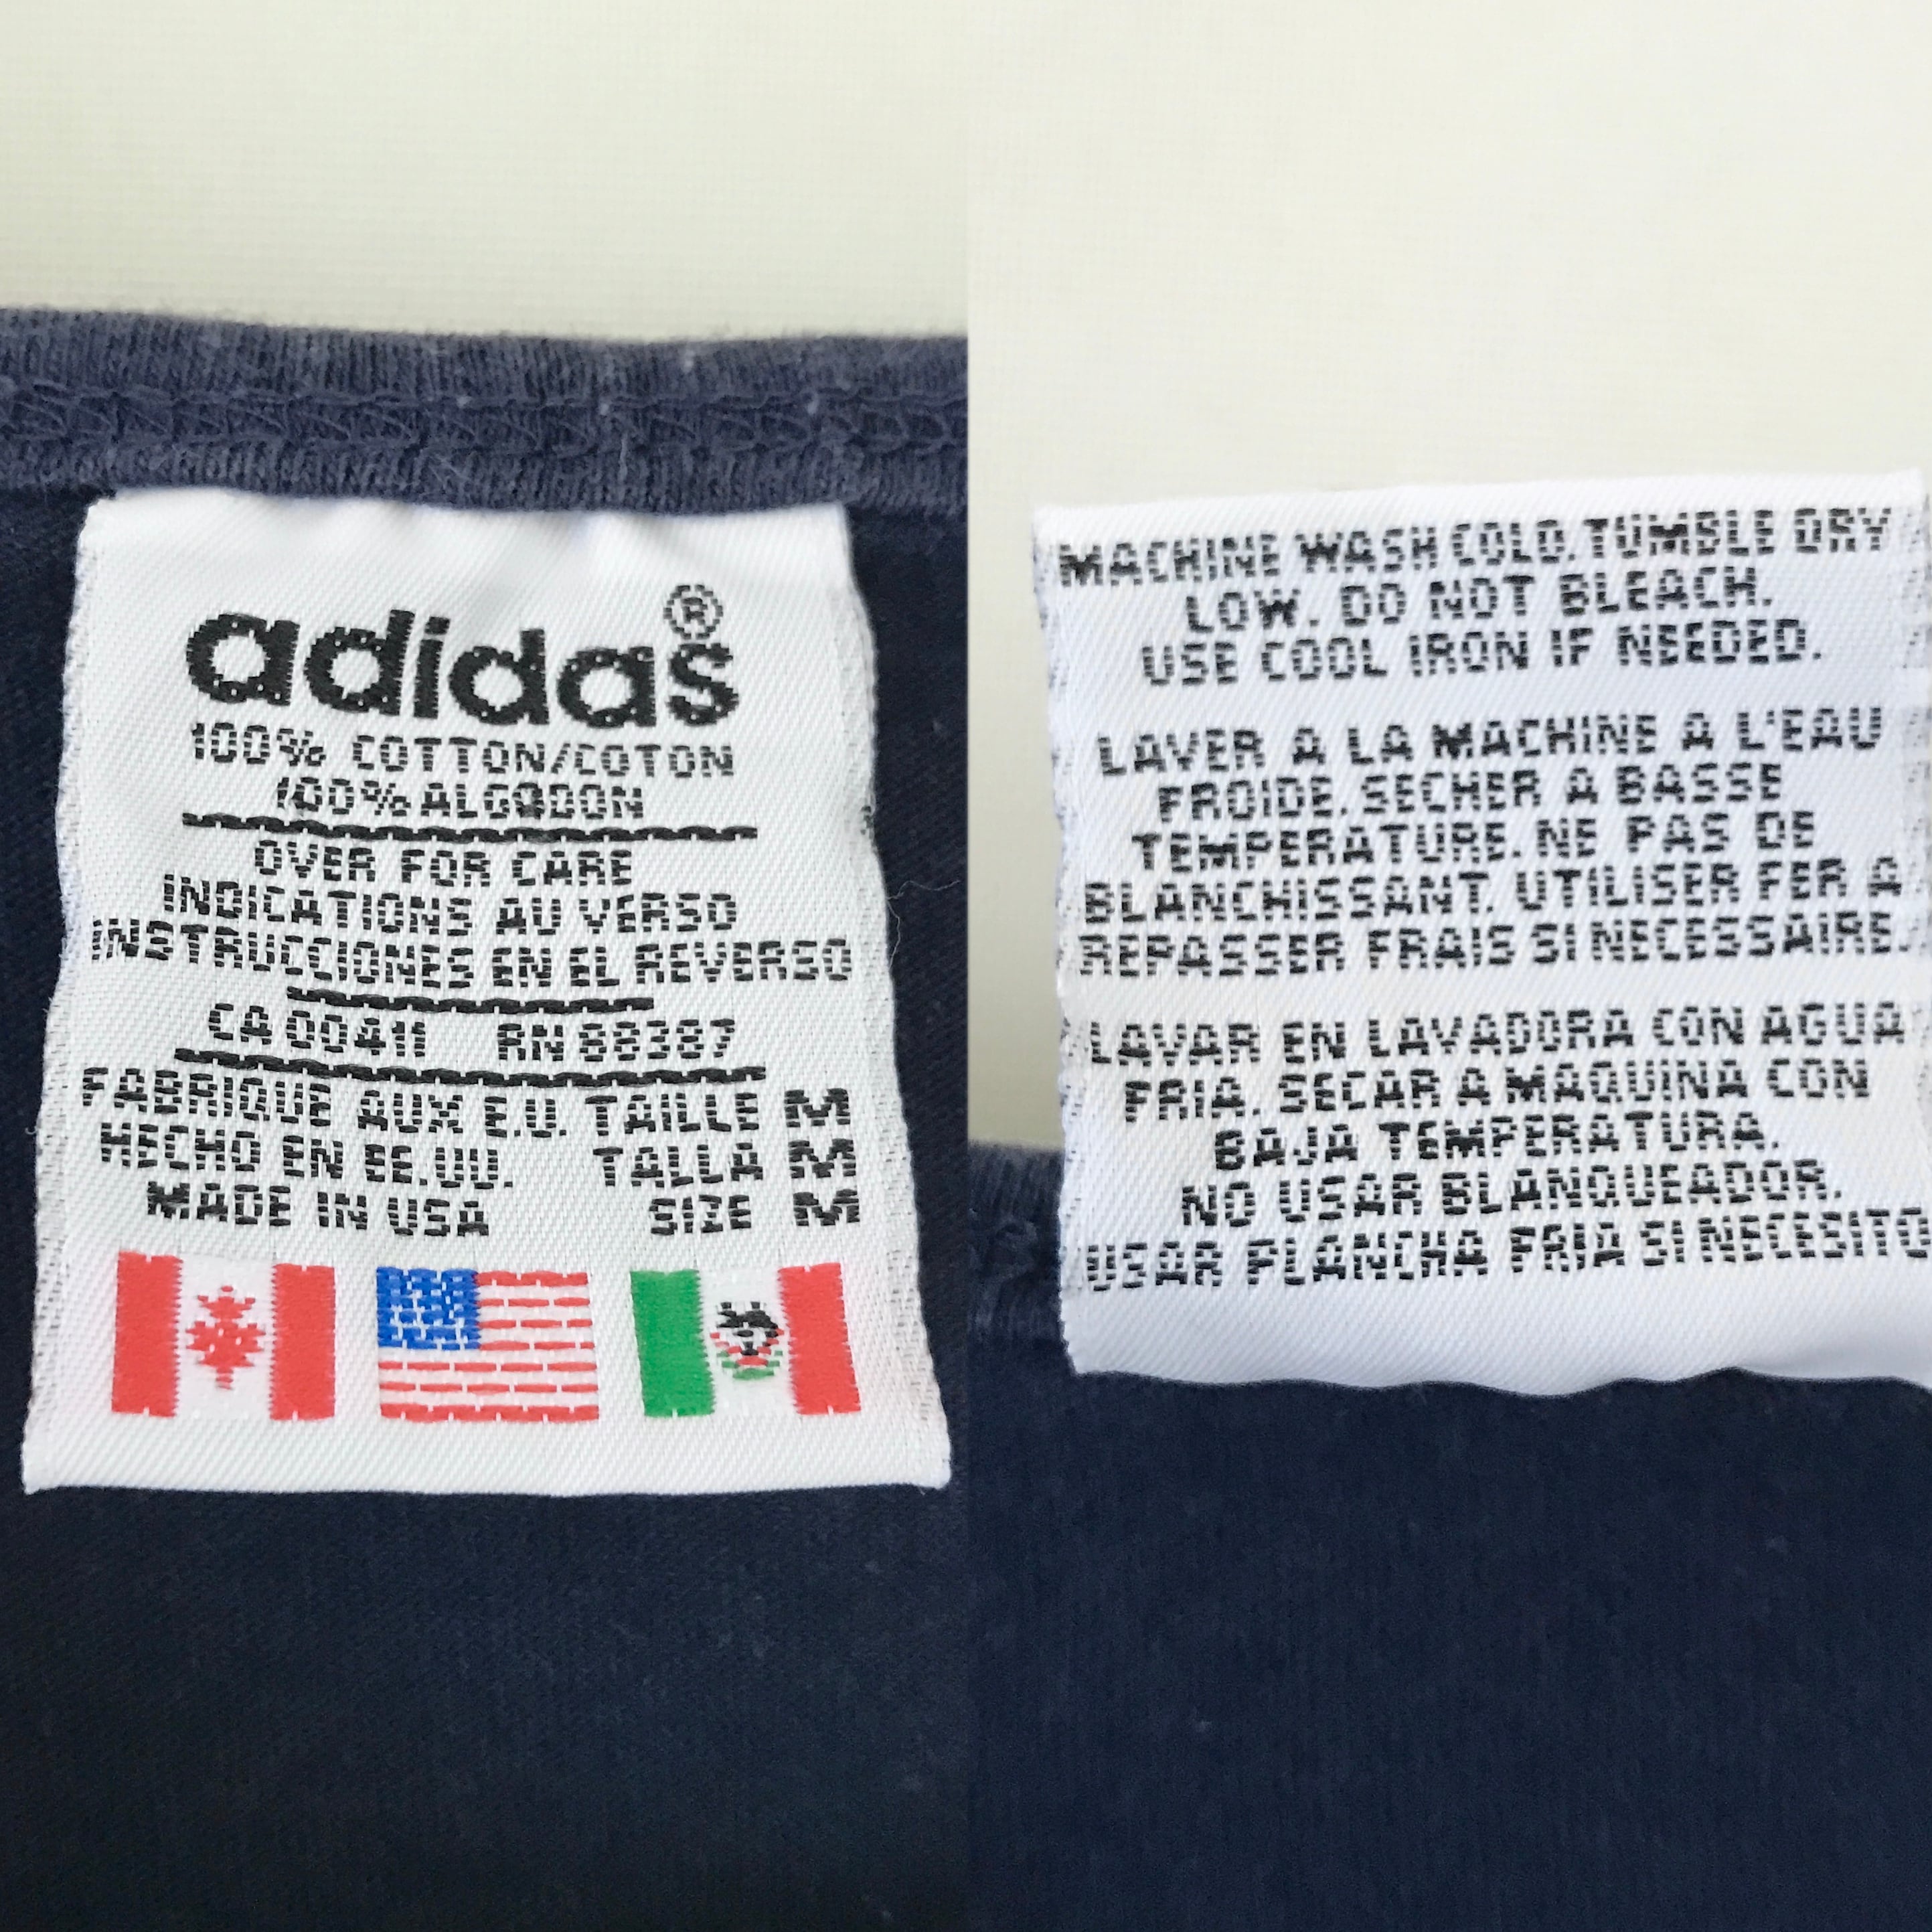 adidas®
100% COTTON/COTON
100% ALGODON
OVER FOR CARE
INDICATIONS AU VERSO
INSTRUCCIONES EN EL REVERSO
CA 00411 RN 88387
FABRIQUE AUX E.U. TAILLE M
HECHO EN EE.UU. TALLA M
MADE IN USA SIZE M
MACHINE WASH COLD. TUMBLE DRY
LOW. DO NOT BLEACH.
USE COOL IRON IF NEEDED.
LAVER A LA MACHINE A L'EAU
FROIDE. SECHER A BASSE
TEMPERATURE. NE PAS DE
BLANCHISSANT. UTILISER FER A
REPASSER FRAIS SI NECESSAIRE.
LAVAR EN LAVADORA CON AGUA
FRIA. SECAR A MAQUINA CON
BAJA TEMPERATURA.
NO USAR BLANQUEADOR.
USAR PLANCHA FRIA SI NECESITO